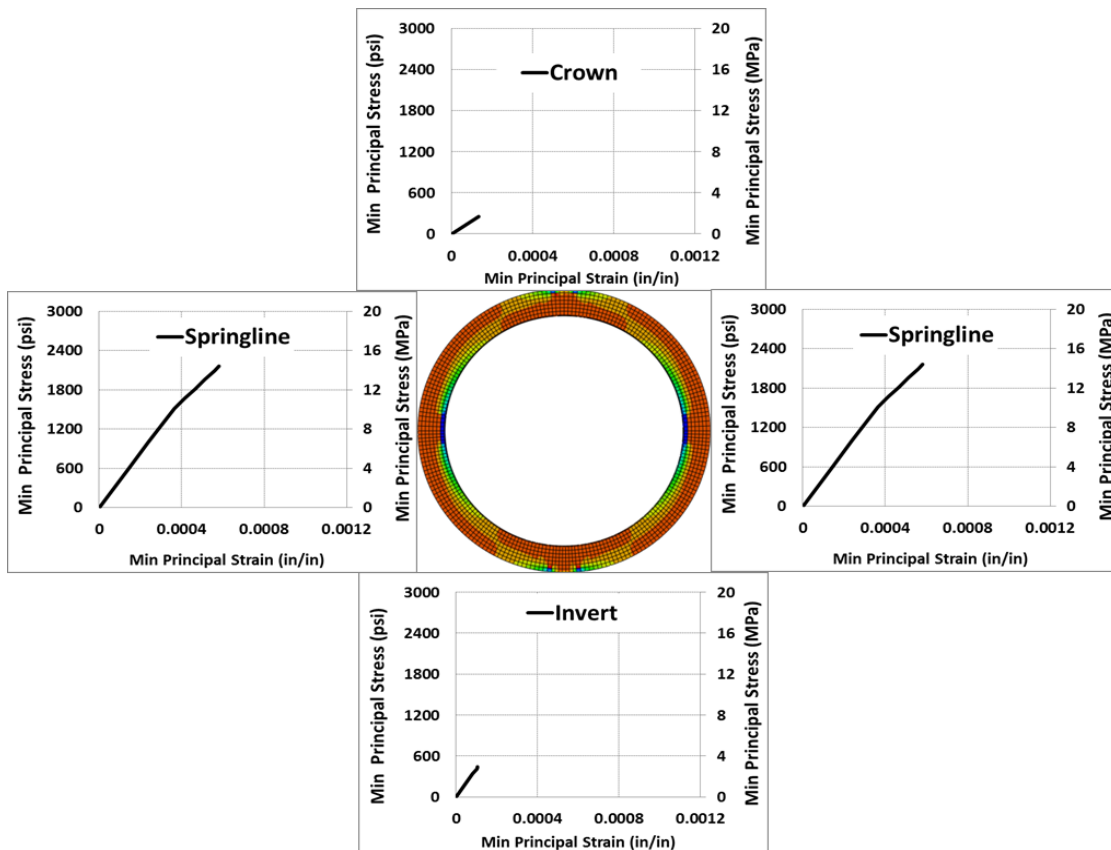 Min Principal Stress (psi)
3000
2400
1800
1200
600
0
Crown
20
16
12
8
4
0
Min Principal Stress (MPa)
0 0.0004 0.0008 0.0012
Min Principal Strain (in/in)
Min Principal Stress (psi)
3000
2400
1800
1200
600
0
Springline
20
16
12
8
4
0
Min Principal Stress (MPa)
0 0.0004 0.0008 0.0012
Min Principal Strain (in/in)
Min Principal Stress (psi)
3000
2400
1800
1200
600
0
Springline
20
16
12
8
4
0
Min Principal Stress (MPa)
0 0.0004 0.0008 0.0012
Min Principal Strain (in/in)
Min Principal Stress (psi)
3000
2400
1800
1200
600
0
Invert
20
16
12
8
4
0
Min Principal Stress (MPa)
0 0.0004 0.0008 0.0012
Min Principal Strain (in/in)